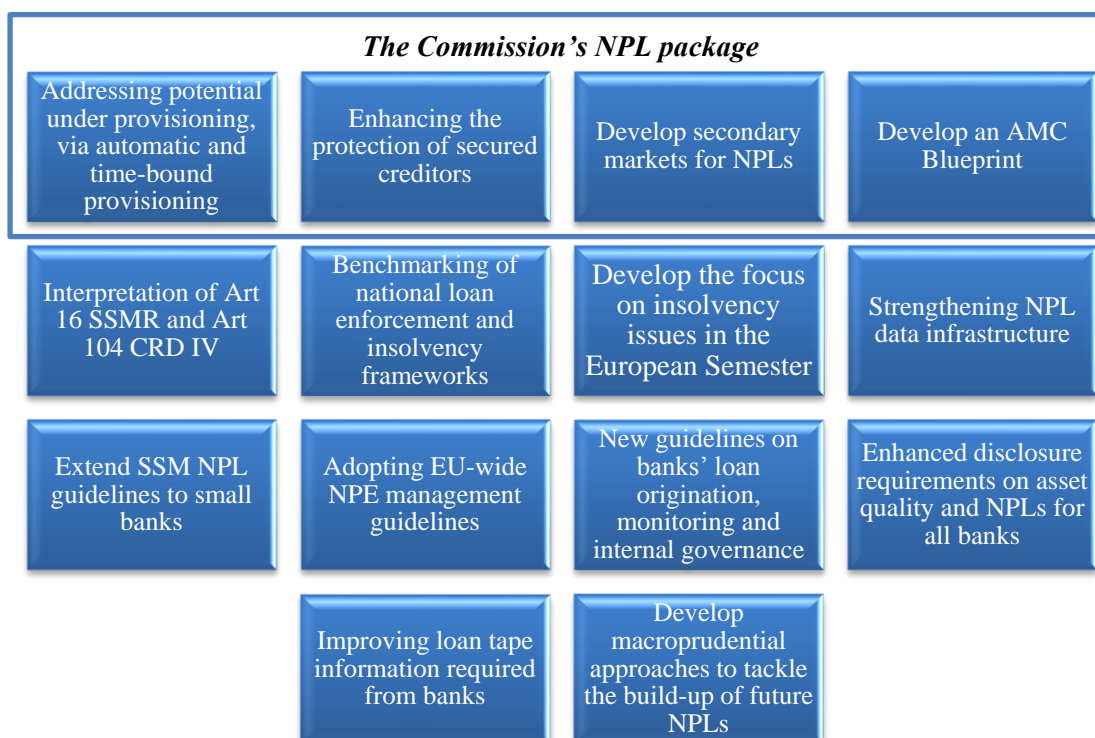 The Commission's NPL package
Addressing potential
under provisioning,
via automatic and
time-bound
provisioning
Enhancing the
protection of secured
creditors
Develop secondary
markets for NPLs
Develop an AMC
Blueprint
Interpretation of Art
16 SSMR and Art
104 CRD IV
Benchmarking of
national loan
enforcement and
insolvency
frameworks
Develop the focus
on insolvency
issues in the
European Semester
Strengthening NPL
data infrastructure
Extend SSM NPL
guidelines to small
banks
Adopting EU-wide
NPE management
guidelines
New guidelines on
banks' loan
origination,
monitoring and
internal governance
Enhanced disclosure
requirements on asset
quality and NPLs for
all banks
Improving loan tape
information required
from banks
Develop
macroprudential
approaches to tackle
the build-up of future
NPLs